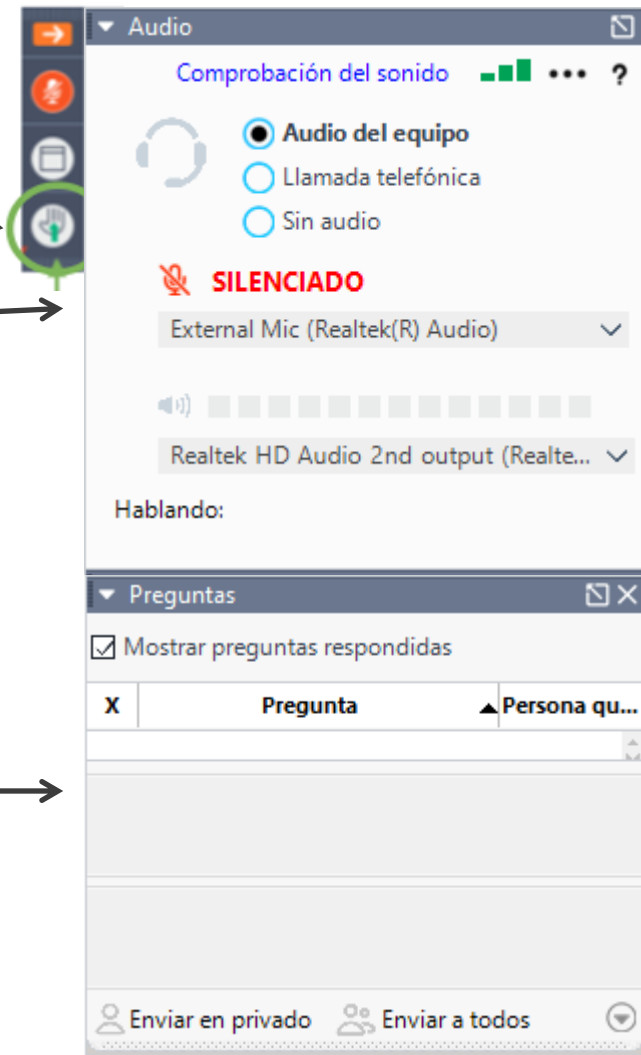 Audio
Comprobación del sonido ?
Audio del equipo
Llamada telefónica
Sin audio
SILENCIADO
External Mic (Realtek(R) Audio)
Realtek HD Audio 2nd output (Realte...
Hablando:
Preguntas
Mostrar preguntas respondidas
X Pregunta Persona qu...
Enviar en privado Enviar a todos